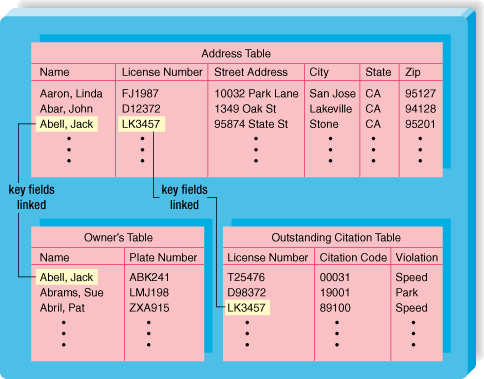 Address Table
Name License Number Street Address City State Zip
Aaron, Linda FJ1987 10032 Park Lane San Jose CA 95127
Abar, John D12372 1349 Oak St Lakeville CA 94128
Abell, Jack LK3457 95874 State St Stone CA 95201
key fields linked
key fields linked
Owner's Table
Name Plate Number
Abell, Jack ABK241
Abrams, Sue LMJ198
Abril, Pat ZXA915
Outstanding Citation Table
License Number Citation Code Violation
T25476 00031 Speed
D98372 19001 Park
LK3457 89100 Speed